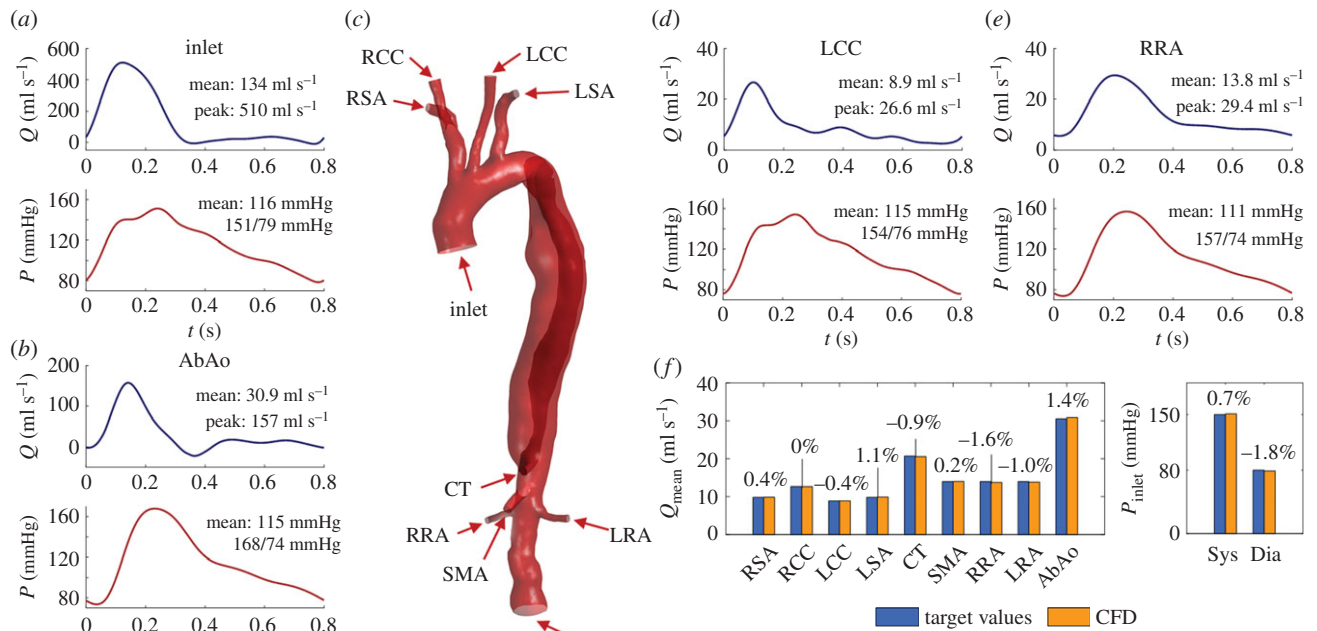 (a)
inlet
600
400
200
0
Q (ml s⁻¹)
mean: 134 ml s⁻¹
peak: 510 ml s⁻¹
0 0.2 0.4 0.6 0.8
160
120
80
P (mmHg)
mean: 116 mmHg
151/79 mmHg
0 0.2 0.4 0.6 0.8
t (s)
(b)
AbAo
200
100
0
Q (ml s⁻¹)
mean: 30.9 ml s⁻¹
peak: 157 ml s⁻¹
0 0.2 0.4 0.6 0.8
160
120
80
P (mmHg)
mean: 115 mmHg
168/74 mmHg
0 0.2 0.4 0.6 0.8
(c)
RCC
LCC
RSA
LSA
inlet
CT
RRA
LRA
SMA
(d)
LCC
40
20
0
Q (ml s⁻¹)
mean: 8.9 ml s⁻¹
peak: 26.6 ml s⁻¹
0 0.2 0.4 0.6 0.8
160
120
80
P (mmHg)
mean: 115 mmHg
154/76 mmHg
0 0.2 0.4 0.6 0.8
t (s)
(e)
RRA
40
20
0
Q (ml s⁻¹)
mean: 13.8 ml s⁻¹
peak: 29.4 ml s⁻¹
0 0.2 0.4 0.6 0.8
160
120
80
P (mmHg)
mean: 111 mmHg
157/74 mmHg
0 0.2 0.4 0.6 0.8
t (s)
(f)
40
30
20
10
0
Qmean (ml s⁻¹)
0.4%
0%
−0.4%
1.1%
−0.9%
0.2%
−1.6%
−1.0%
1.4%
RSA
RCC
LCC
LSA
CT
SMA
RRA
LRA
AbAo
150
80
0
Pinlet (mmHg)
0.7%
−1.8%
Sys Dia
target values CFD